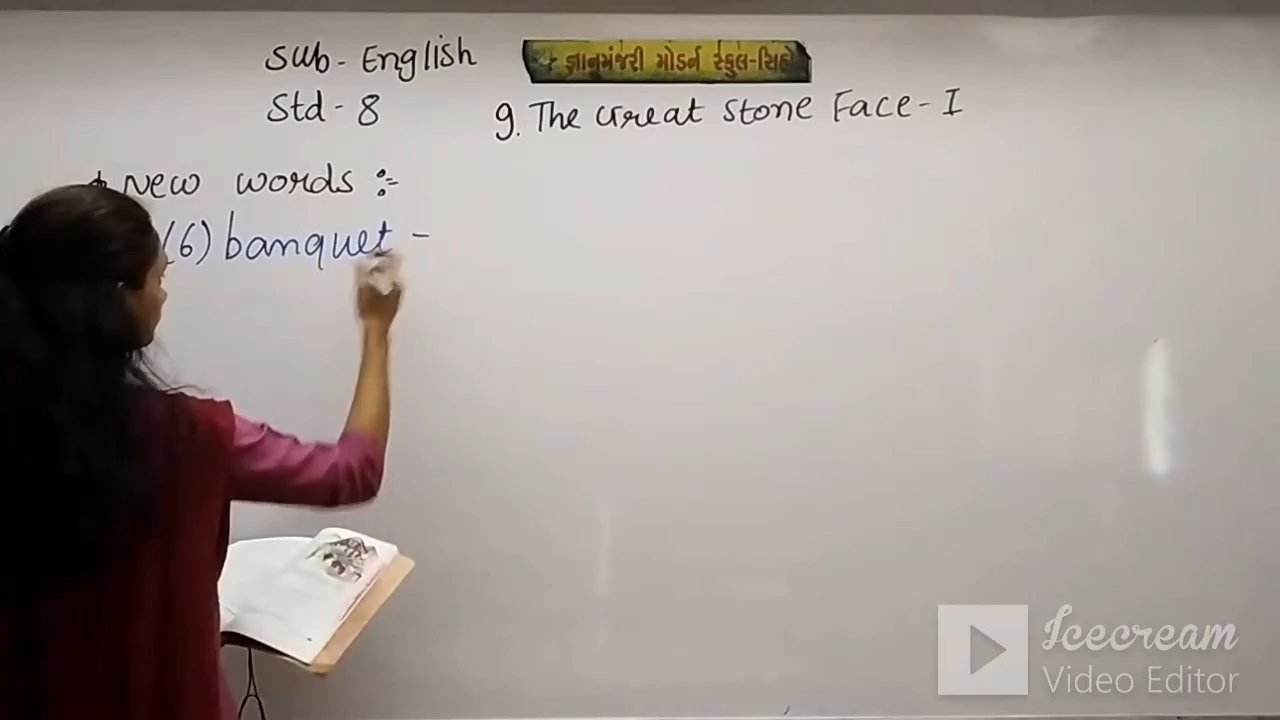 Sub - English
જ્ઞાનમંજરી મોડર્ન સ્કુલ-સિહોર
Std - 8
9. The Great Stone Face - I
New words :-
(6) banquet -
Icecream
Video Editor